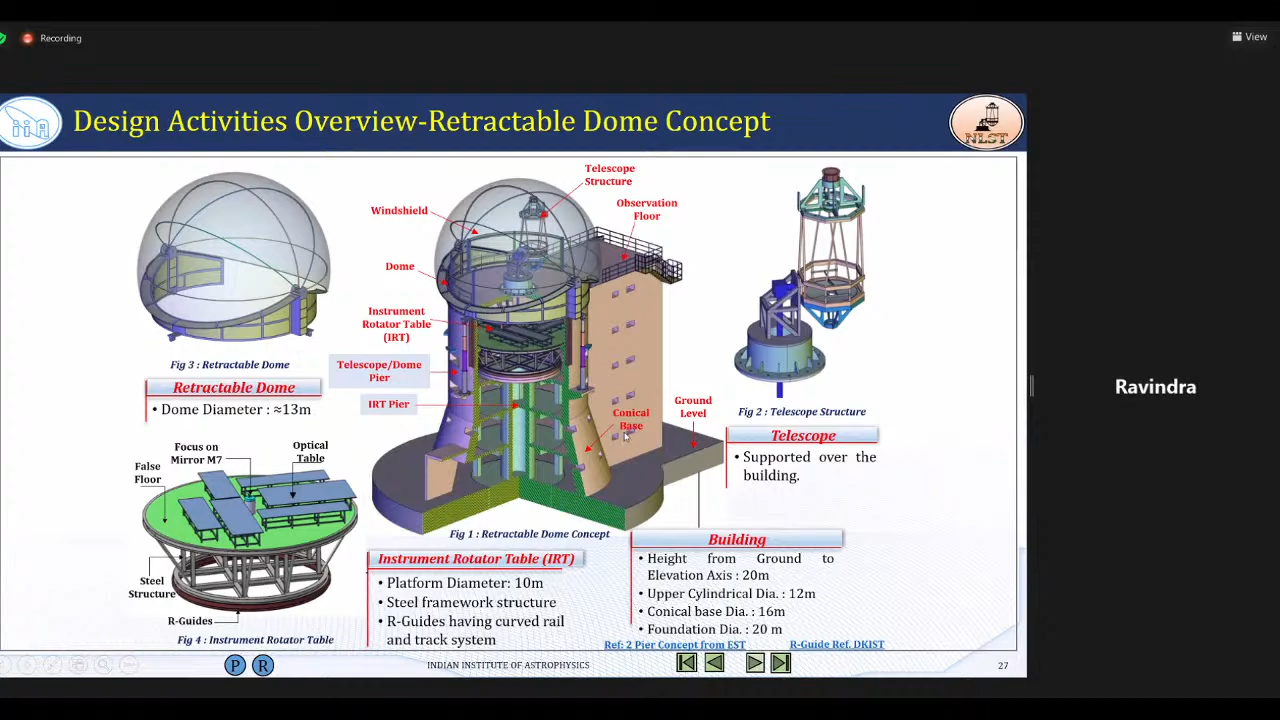 Recording
View
Design Activities Overview-Retractable Dome Concept
iiA
NLST
Telescope
Structure
Windshield
Observation
Floor
Dome
Instrument
Rotator Table
(IRT)
Fig 3 : Retractable Dome
Telescope/Dome
Pier
Retractable Dome
• Dome Diameter : ≈13m
IRT Pier
Conical
Base
Ground
Level
Fig 2 : Telescope Structure
Telescope
• Supported over the
building.
Focus on
Mirror M7
Optical
Table
False
Floor
Steel
Structure
R-Guides
Fig 4 : Instrument Rotator Table
Fig 1 : Retractable Dome Concept
Instrument Rotator Table (IRT)
• Platform Diameter: 10m
• Steel framework structure
• R-Guides having curved rail
and track system
Building
• Height from Ground to
Elevation Axis : 20m
• Upper Cylindrical Dia. : 12m
• Conical base Dia. : 16m
• Foundation Dia. : 20 m
Ref: 2 Pier Concept from EST
R-Guide Ref. DKIST
P
R
INDIAN INSTITUTE OF ASTROPHYSICS
27
Ravindra